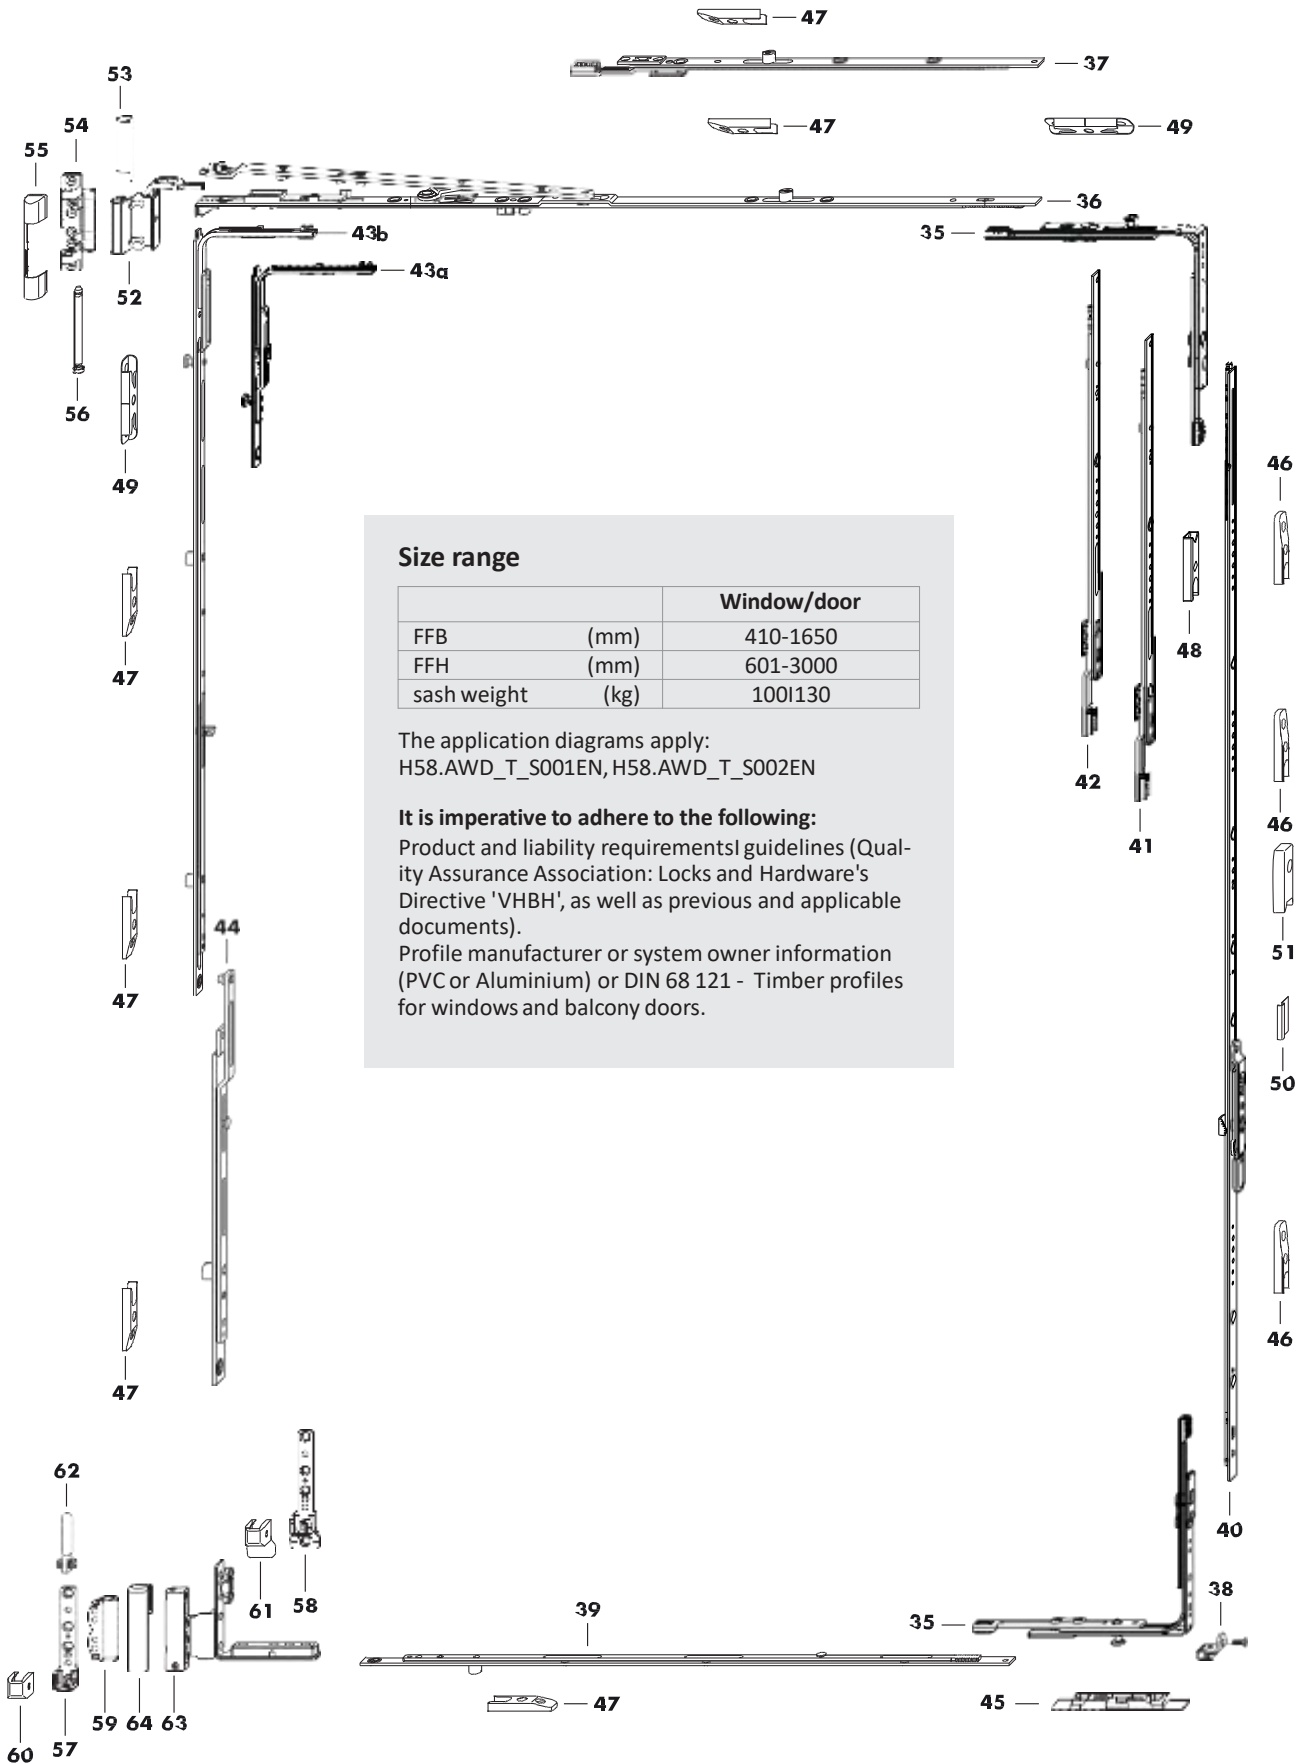 47
37
53
54
47
49
55
36
43b
35
43a
52
56
49
46
Size range
Window/door
FFB (mm) 410-1650
FFH (mm) 601-3000
sash weight (kg) 100I130
The application diagrams apply:
H58.AWD_T_S001EN, H58.AWD_T_S002EN
It is imperative to adhere to the following:
Product and liability requirementsI guidelines (Qual-
ity Assurance Association: Locks and Hardware's
Directive 'VHBH', as well as previous and applicable
documents).
Profile manufacturer or system owner information
(PVC or Aluminium) or DIN 68 121 - Timber profiles
for windows and balcony doors.
48
47
42
46
41
44
51
47
50
46
47
62
40
38
61
58
39
35
47
45
59
64
63
57
60